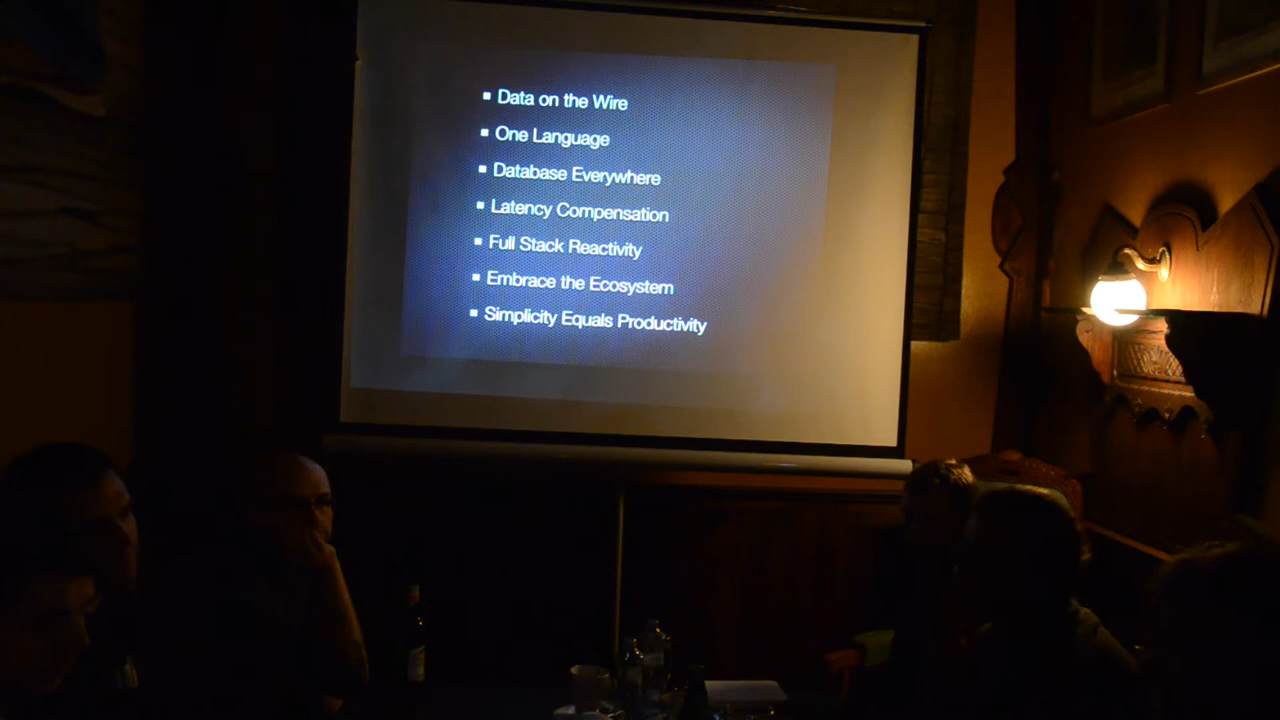 ▪ Data on the Wire
▪ One Language
▪ Database Everywhere
▪ Latency Compensation
▪ Full Stack Reactivity
▪ Embrace the Ecosystem
▪ Simplicity Equals Productivity